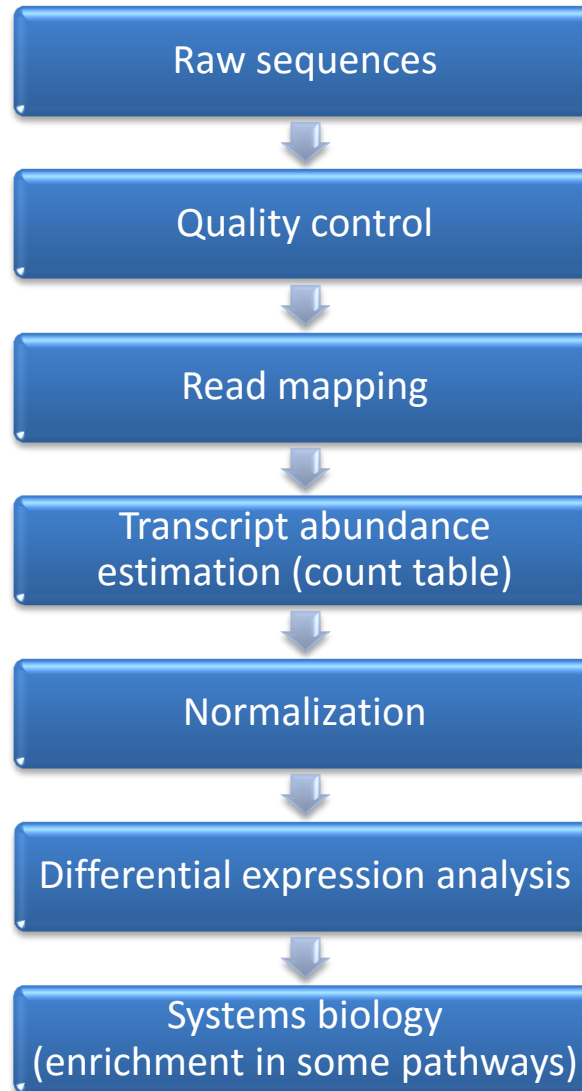 Raw sequences
Quality control
Read mapping
Transcript abundance
estimation (count table)
Normalization
Differential expression analysis
Systems biology
(enrichment in some pathways)